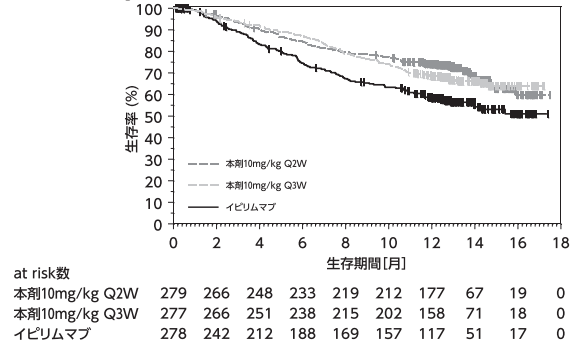 100
90
80
70
60
50
40
30
20
10
0
生存率(%)
本剤10mg/kg Q2W
本剤10mg/kg Q3W
イピリムマブ
0 2 4 6 8 10 12 14 16 18
生存期間[月]
at risk数
本剤10mg/kg Q2W 279 266 248 233 219 212 177 67 19 0
本剤10mg/kg Q3W 277 266 251 238 215 202 158 71 18 0
イピリムマブ 278 242 212 188 169 157 117 51 17 0